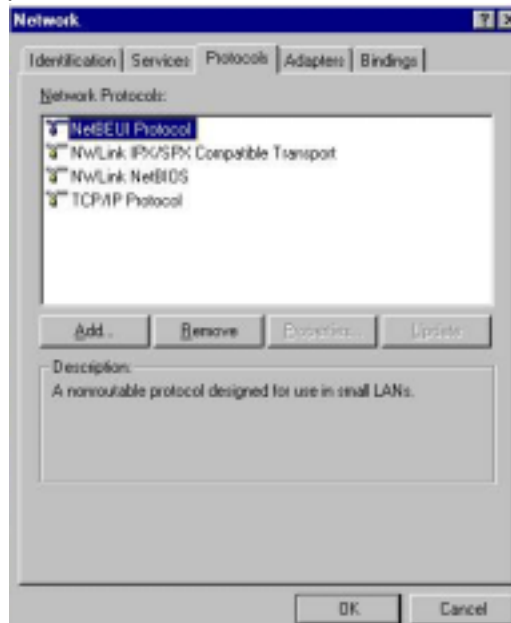 Network
Identification Services Protocols Adapters Bindings
Network Protocols:
NetBEUI Protocol
NWLink IPX/SPX Compatible Transport
NWLink NetBIOS
TCP/IP Protocol
Add... Remove Properties... Update
Description:
A nonroutable protocol designed for use in small LANs.
OK Cancel